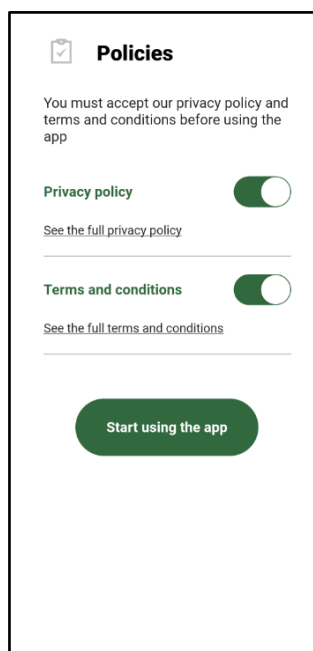 Policies
You must accept our privacy policy and
terms and conditions before using the
app
Privacy policy
See the full privacy policy
Terms and conditions
See the full terms and conditions
Start using the app